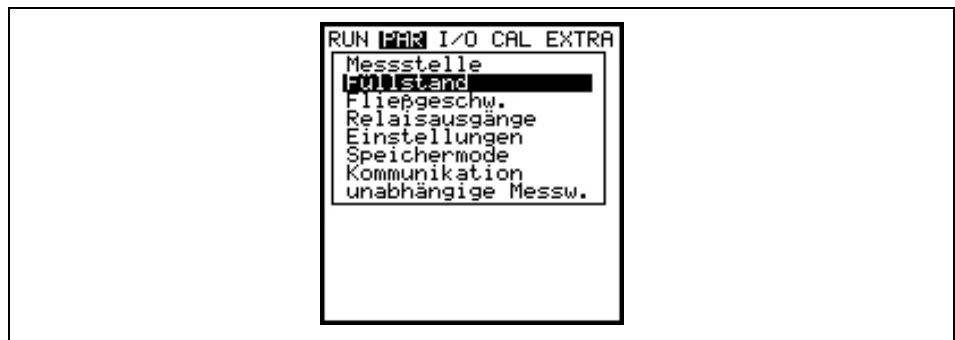 RUN PAR I/O CAL EXTRA
Messstelle
Füllstand
Fließgeschw.
Relaisausgänge
Einstellungen
Speichermode
Kommunikation
unabhängige Messw.